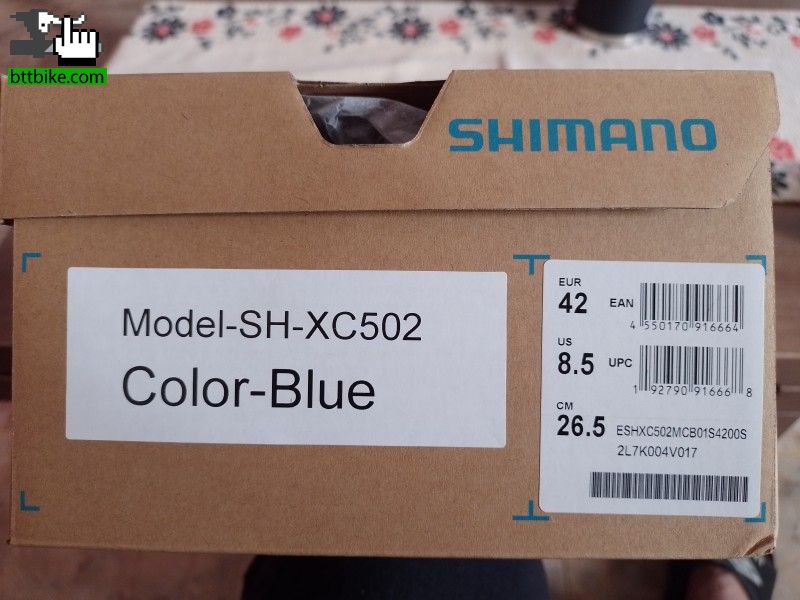 bttbike.com
SHIMANO
Model-SH-XC502
Color-Blue
EUR
42
EAN
4 550170 916664
US
8.5
UPC
1 92790 91666 8
CM
26.5
ESHXC502MCB01S4200S
2L7K004V017